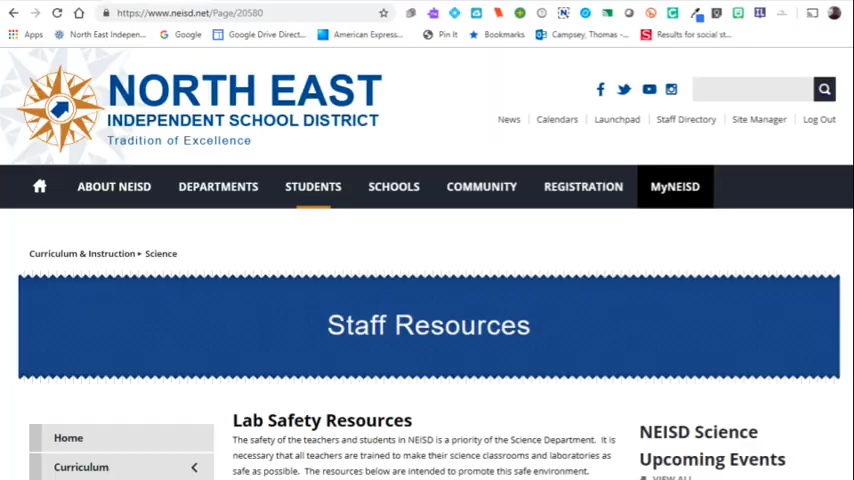 https://www.neisd.net/Page/20580
Apps North East Indepen... Google Google Drive Direct... American Express... Pin It Bookmarks Campsey, Thomas -... Results for social st...
NORTH EAST
INDEPENDENT SCHOOL DISTRICT
Tradition of Excellence
News Calendars Launchpad Staff Directory Site Manager Log Out
ABOUT NEISD DEPARTMENTS STUDENTS SCHOOLS COMMUNITY REGISTRATION MyNEISD
Curriculum & Instruction ▸ Science
Staff Resources
Home
Curriculum
Lab Safety Resources
The safety of the teachers and students in NEISD is a priority of the Science Department. It is
necessary that all teachers are trained to make their science classrooms and laboratories as
safe as possible. The resources below are intended to promote this safe environment.
NEISD Science
Upcoming Events
VIEW ALL